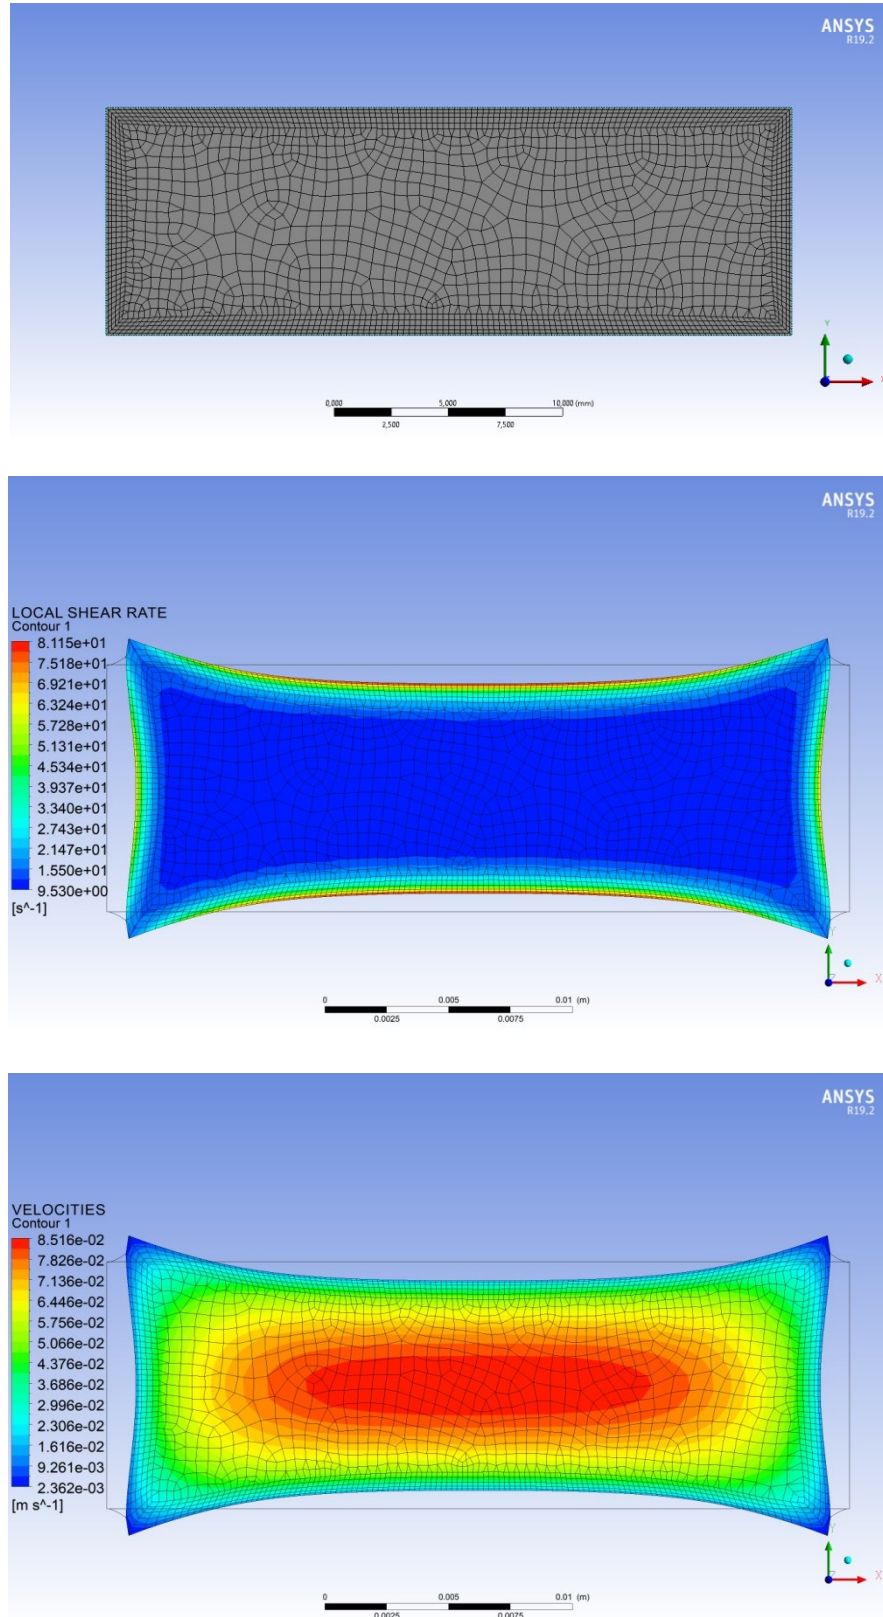 ANSYS
R19.2
Y
X
0,000 5,000 10,000 (mm)
2,500 7,500
ANSYS
R19.2
LOCAL SHEAR RATE
Contour 1
8.115e+01
7.518e+01
6.921e+01
6.324e+01
5.728e+01
5.131e+01
4.534e+01
3.937e+01
3.340e+01
2.743e+01
2.147e+01
1.550e+01
9.530e+00
[s^-1]
Y
Z
X
0 0.005 0.01 (m)
0.0025 0.0075
ANSYS
R19.2
VELOCITIES
Contour 1
8.516e-02
7.826e-02
7.136e-02
6.446e-02
5.756e-02
5.066e-02
4.376e-02
3.686e-02
2.996e-02
2.306e-02
1.616e-02
9.261e-03
2.362e-03
[m s^-1]
Y
Z
X
0 0.005 0.01 (m)
0.0025 0.0075